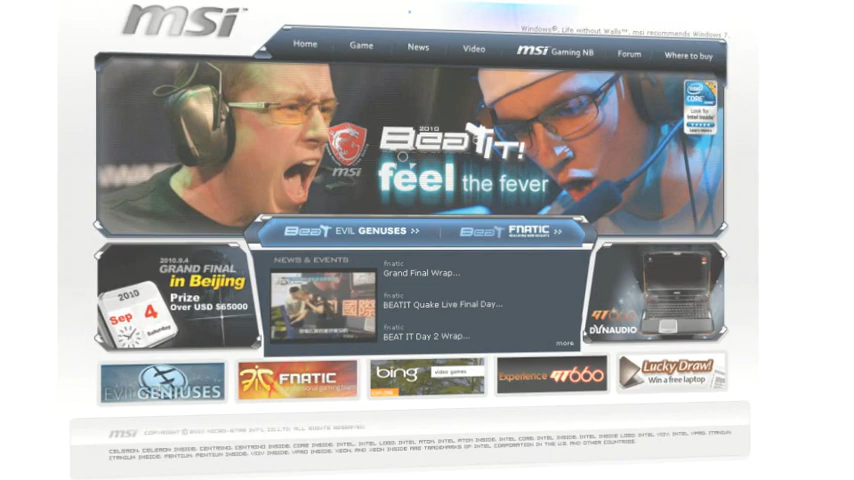 msi™
Windows®. Life without Walls™. msi recommends Windows 7.
Home Game News Video msi Gaming NB Forum Where to buy
intel
CORE
Look for
Intel Inside
msi
2010
BeaT IT!
feel the fever
BeaT EVIL GENUSES >>
BeaT FNATIC >>
2010.9.4
GRAND FINAL
in Beijing
Prize
Over USD $65000
2010
Sep 4
Saturday
NEWS & EVENTS
fnatic
Grand Final Wrap...
fnatic
BEATIT Quake Live Final Day...
fnatic
BEAT IT Day 2 Wrap...
more
DYNAUDIO
EVIL GENIUSES
FNATIC
professional gaming team
bing video games
Experience GT660
Lucky Draw!
Win a free laptop
msi COPYRIGHT © 2010 MICRO-STAR INT'L CO.,LTD. ALL RIGHTS RESERVED.
CELERON, CELERON INSIDE, CENTRINO, CENTRINO INSIDE, CORE INSIDE, INTEL, INTEL LOGO, INTEL ATOM, INTEL ATOM INSIDE, INTEL CORE, INTEL INSIDE, INTEL INSIDE LOGO, INTEL VIIV, INTEL VPRO, ITANIUM,
ITANIUM INSIDE, PENTIUM, PENTIUM INSIDE, VIIV INSIDE, VPRO INSIDE, XEON, AND XEON INSIDE ARE TRADEMARKS OF INTEL CORPORATION IN THE U.S. AND OTHER COUNTRIES.